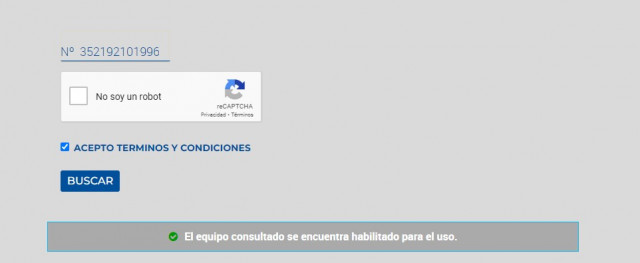 Nº 352192101996
No soy un robot
reCAPTCHA
Privacidad - Términos
ACEPTO TERMINOS Y CONDICIONES
BUSCAR
El equipo consultado se encuentra habilitado para el uso.